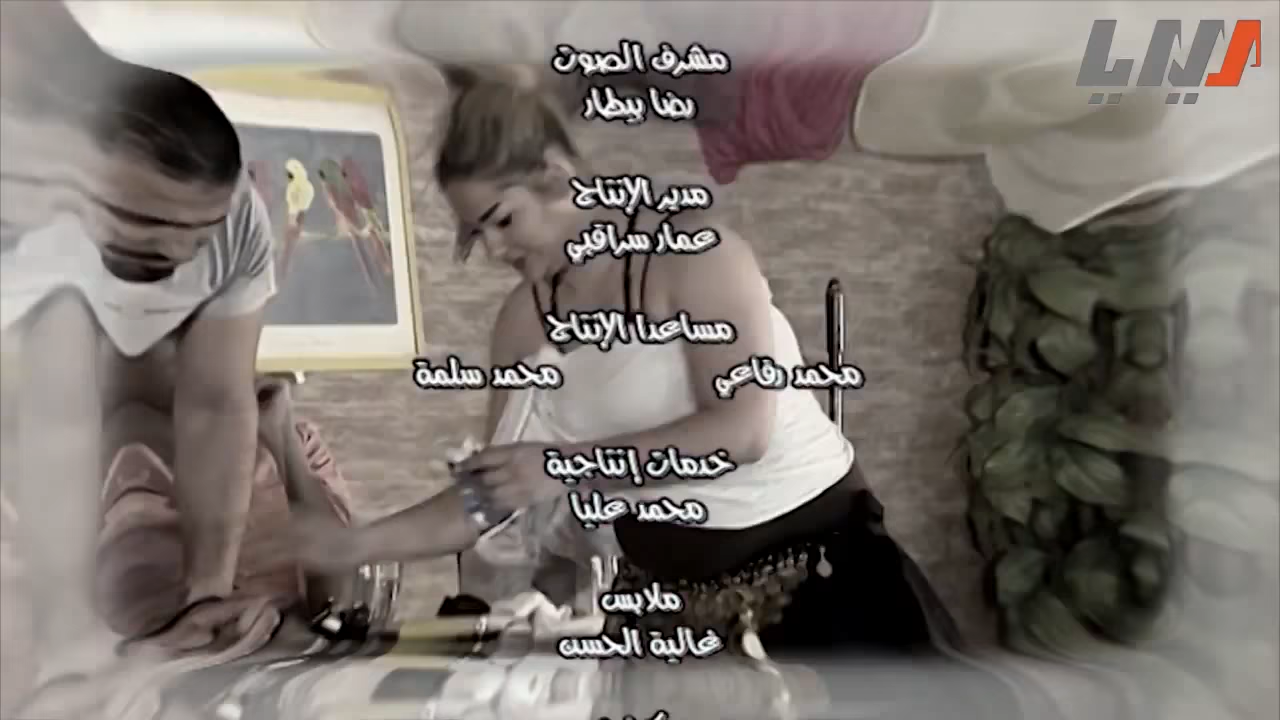 مشرف الصوت
رضا بيطار
مدير الإنتاج
عمار سراقبي
مساعدا الإنتاج
محمد رفاعي محمد سلمة
خدمات إنتاجية
محمد عليا
ملابس
غالية الحسن